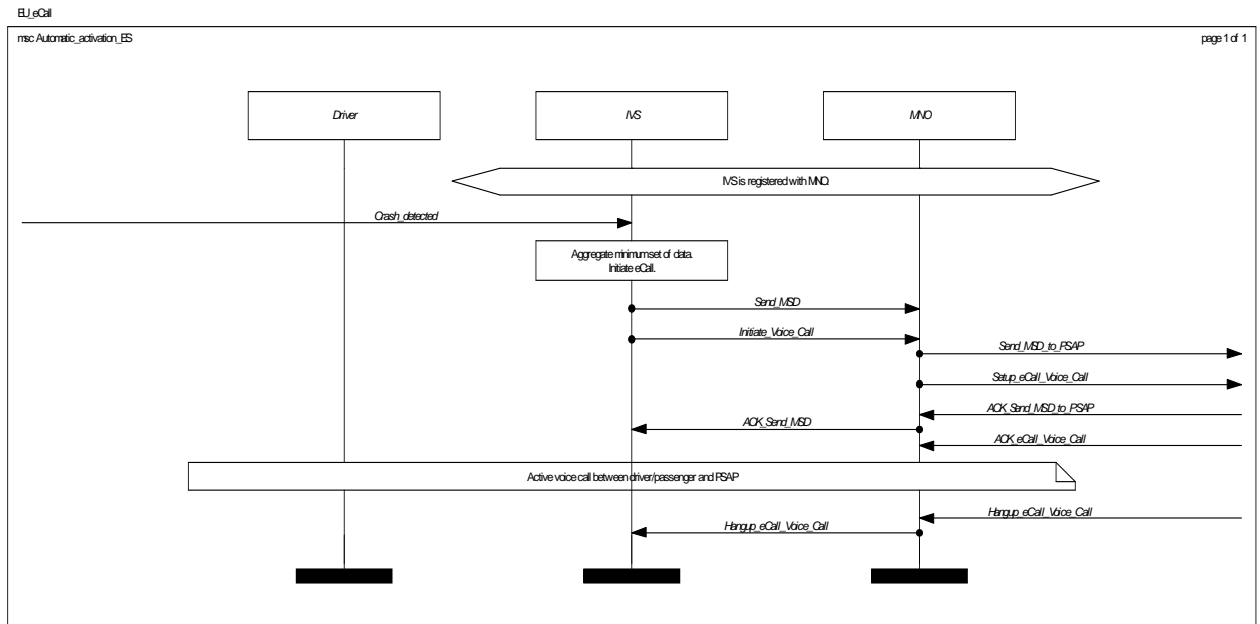 EU_eCall
msc Automatic_activation_ES
page 1 of 1
Driver
IVS
MNO
IVS is registered with MNO.
Crash_detected
Aggregate minimum set of data.
Initiate eCall.
Send_MSD
Initiate_Voice_Call
Send_MSD_to_PSAP
Setup_eCall_Voice_Call
ACK_Send_MSD_to_PSAP
ACK_Send_MSD
ACK_eCall_Voice_Call
Active voice call between driver/passenger and PSAP
Hangup_eCall_Voice_Call
Hangup_eCall_Voice_Call